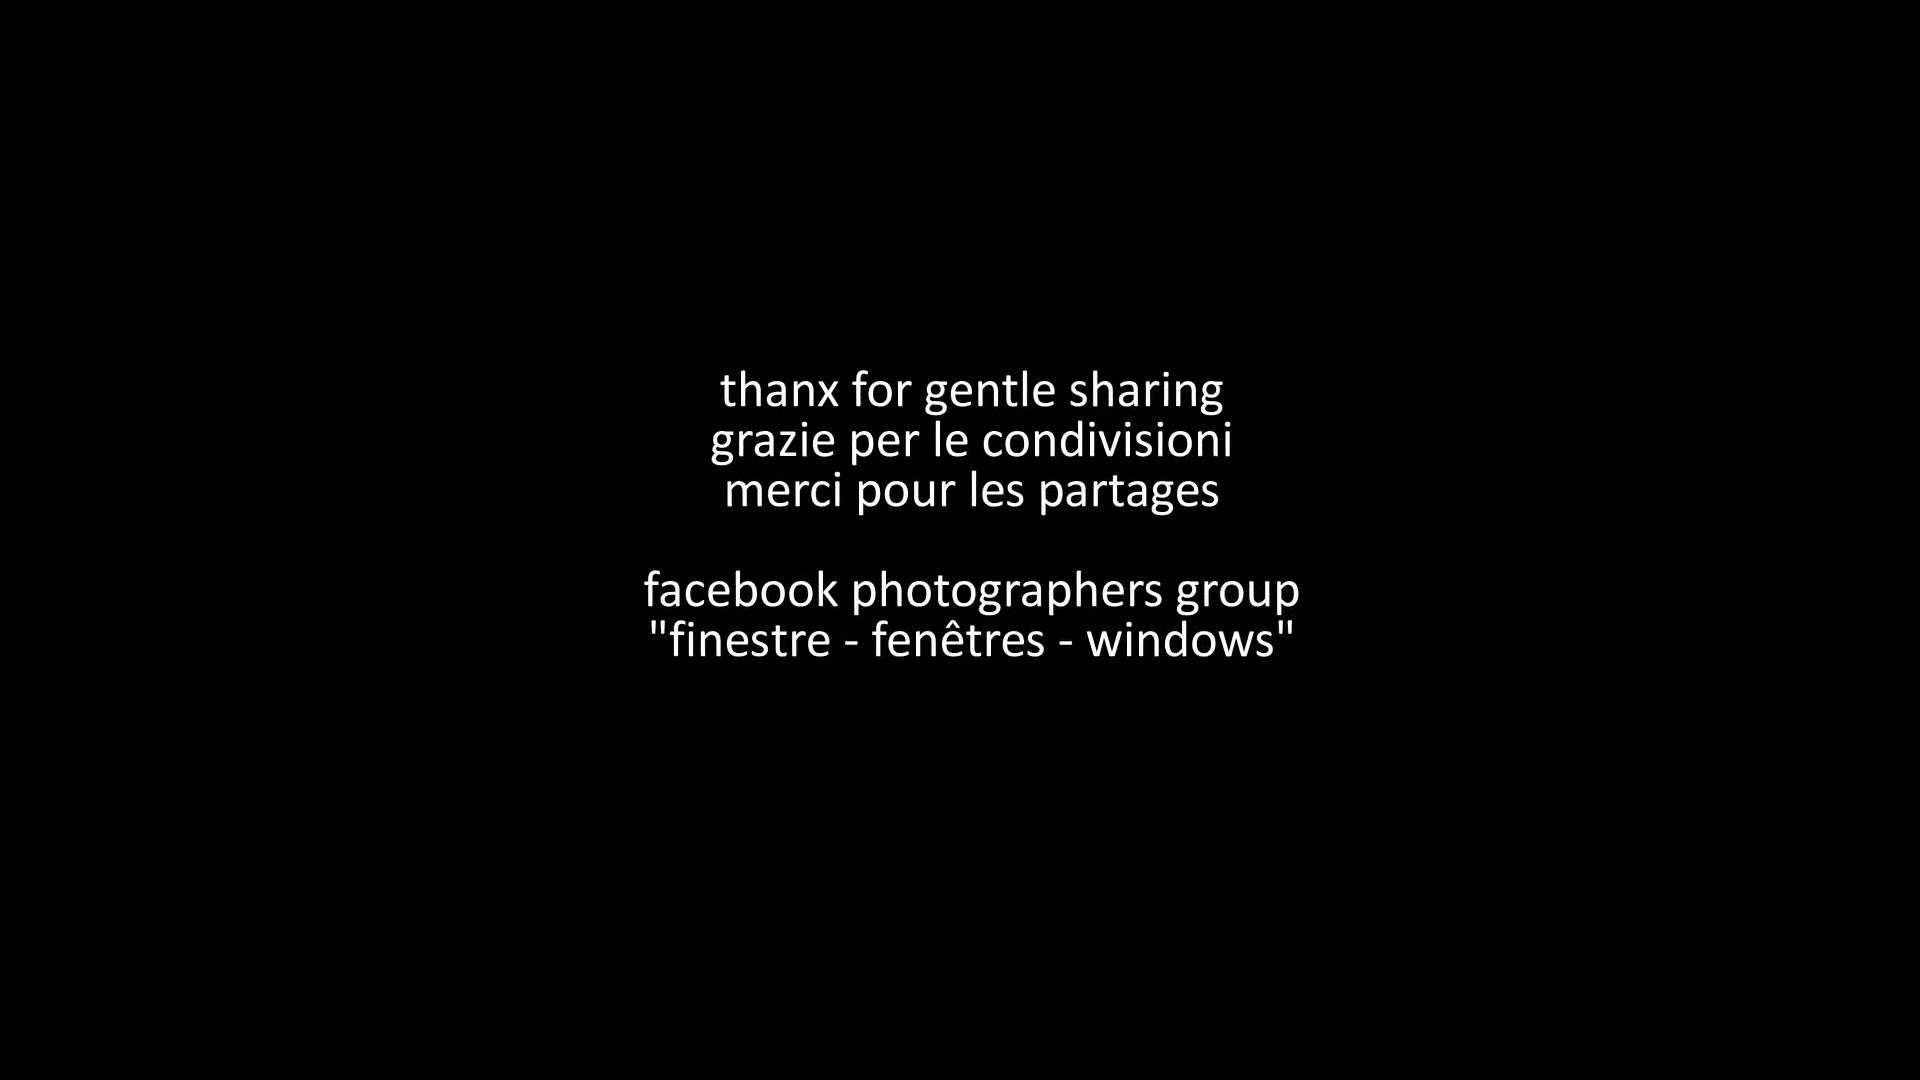 thanx for gentle sharing
grazie per le condivisioni
merci pour les partages
facebook photographers group
"finestre - fenêtres - windows"